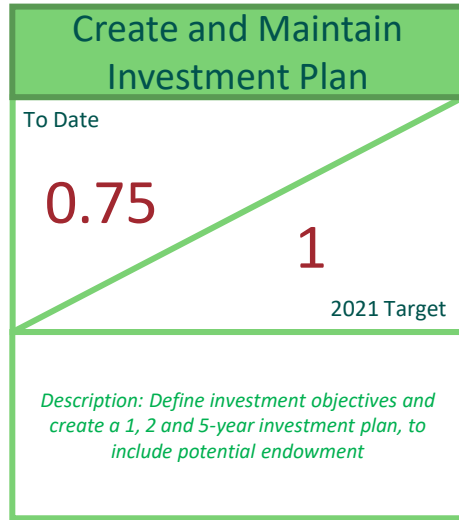 Create and Maintain
Investment Plan
To Date
0.75
1
2021 Target
Description: Define investment objectives and
create a 1, 2 and 5-year investment plan, to
include potential endowment